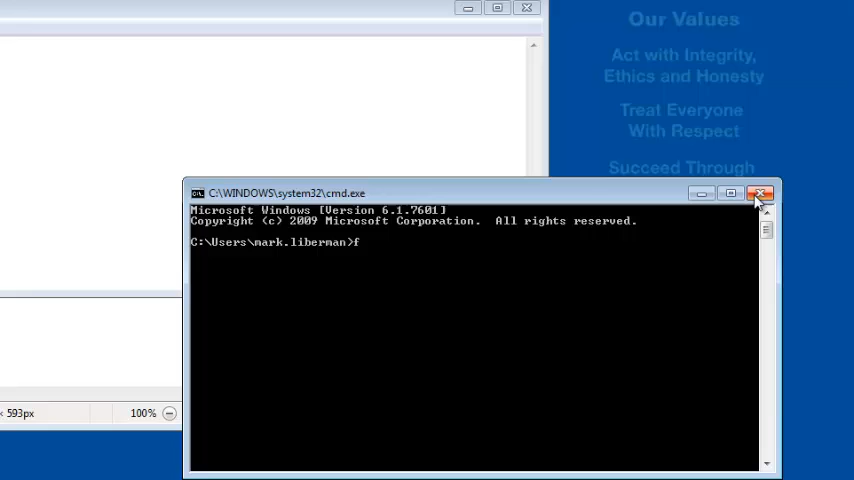 Our Values
Act with Integrity,
Ethics and Honesty
Treat Everyone
With Respect
Succeed Through
C:\WINDOWS\system32\cmd.exe
Microsoft Windows [Version 6.1.7601]
Copyright (c) 2009 Microsoft Corporation.  All rights reserved.
C:\Users\mark.liberman>f
× 593px
100%